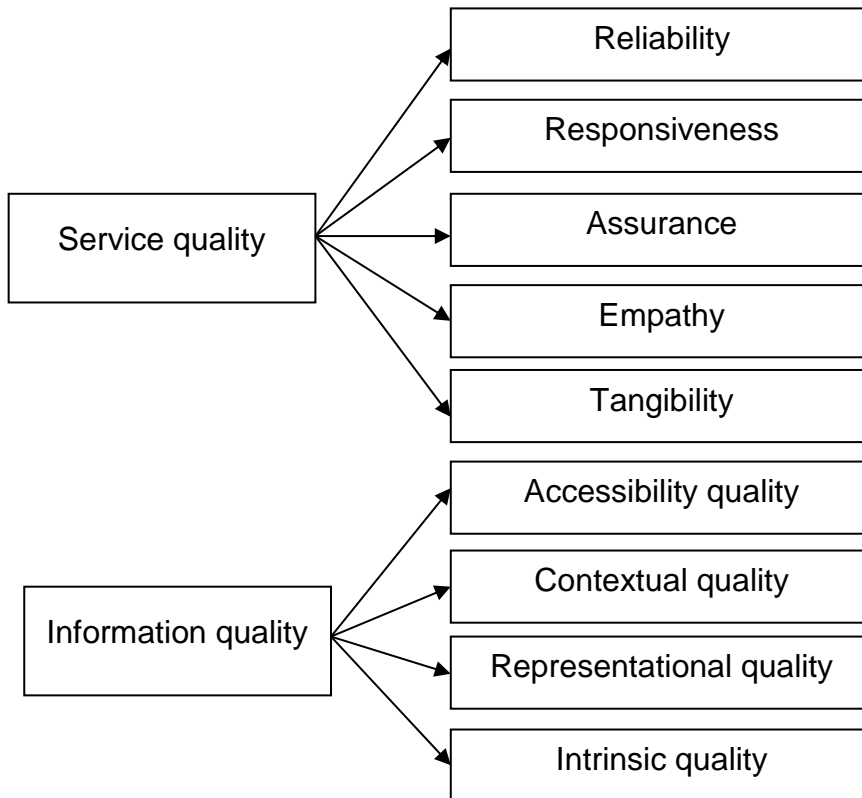 Reliability
Responsiveness
Service quality
Assurance
Empathy
Tangibility
Accessibility quality
Contextual quality
Information quality
Representational quality
Intrinsic quality